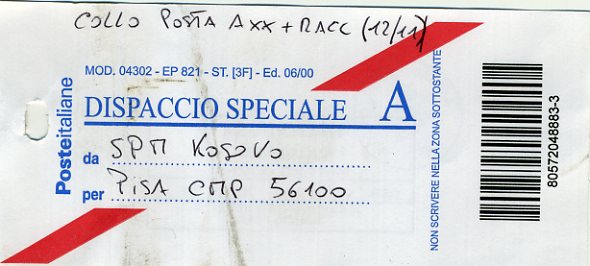 COLLO POSTA AXX + RACC (12/11)
MOD. 04302 - EP 821 - ST. [3F] - Ed. 06/00
DISPACCIO SPECIALE A
Posteitaliane
da SPM KOSOVO
per PISA CMP 56100
NON SCRIVERE NELLA ZONA SOTTOSTANTE
80572048883-3